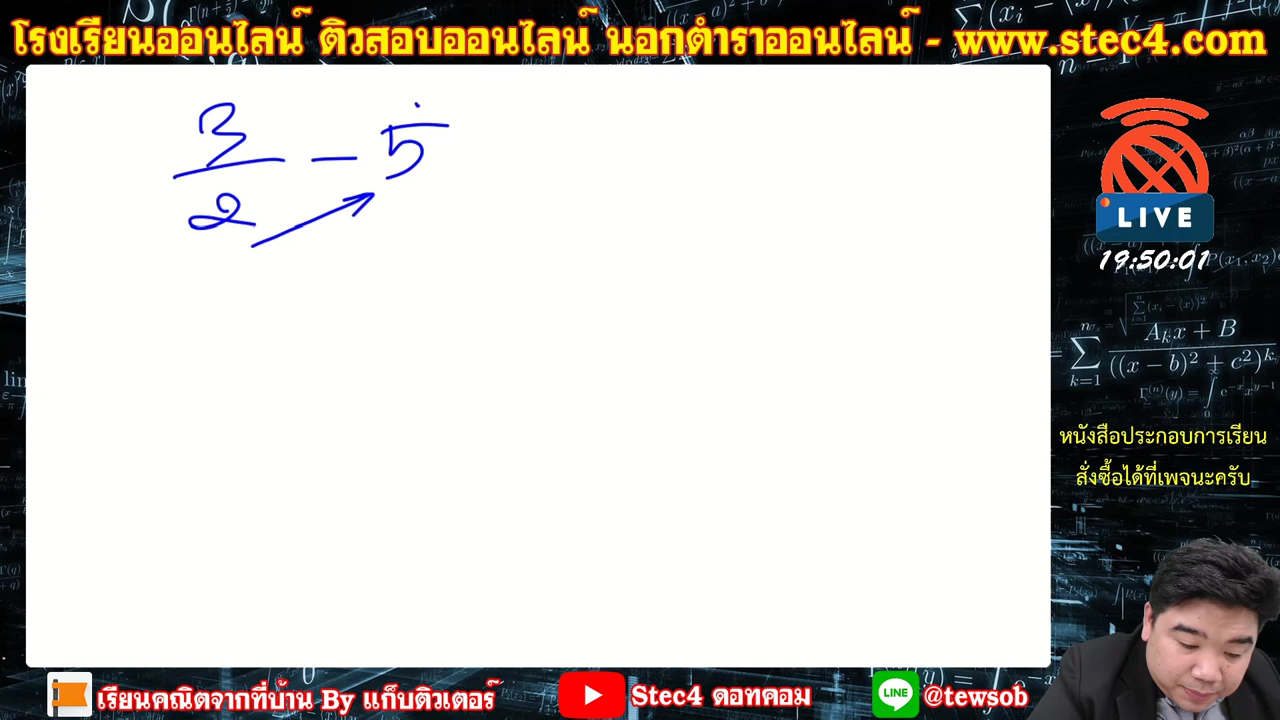 โรงเรียนออนไลน์ ติวสอบออนไลน์ นอกตำราออนไลน์ - www.stec4.com
3/2 - 5
LIVE
19:50:01
หนังสือประกอบการเรียน
สั่งซื้อได้ที่เพจนะครับ
เรียนคณิตจากที่บ้าน By แก็บติวเตอร์
Stec4 ดอทคอม
LINE
@tewsob